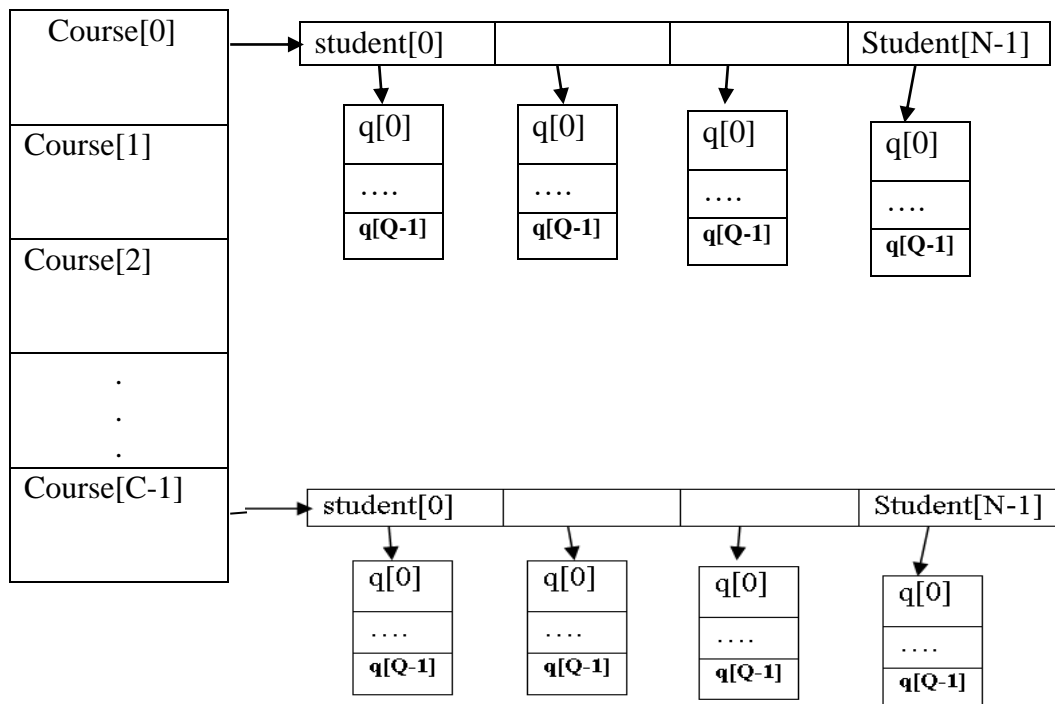 Course[0]
student[0] Student[N-1]
q[0] q[0] q[0] q[0]
…. …. …. ….
q[Q-1] q[Q-1] q[Q-1] q[Q-1]
Course[1]
Course[2]
.
.
.
Course[C-1]
student[0] Student[N-1]
q[0] q[0] q[0] q[0]
…. …. …. ….
q[Q-1] q[Q-1] q[Q-1] q[Q-1]